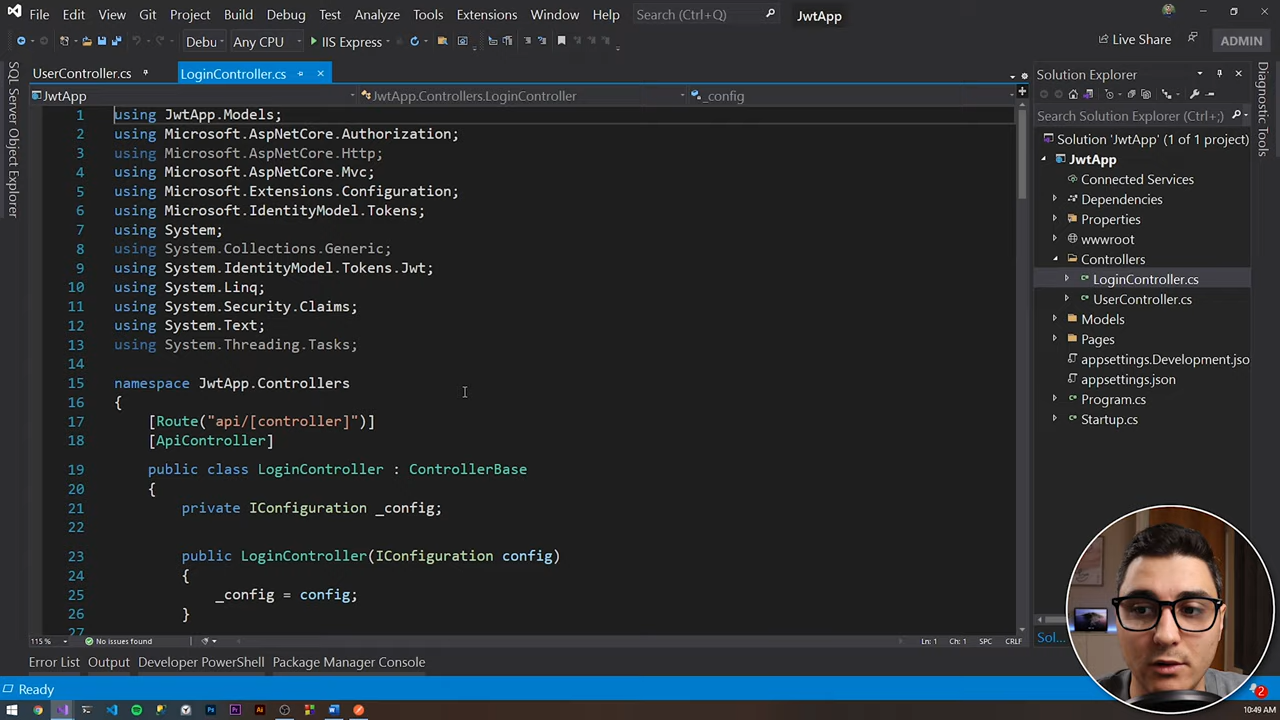 File Edit View Git Project Build Debug Test Analyze Tools Extensions Window Help Search (Ctrl+Q) JwtApp
Debu Any CPU IIS Express Live Share ADMIN
UserController.cs LoginController.cs
JwtApp JwtApp.Controllers.LoginController _config
1 using JwtApp.Models;
2 using Microsoft.AspNetCore.Authorization;
3 using Microsoft.AspNetCore.Http;
4 using Microsoft.AspNetCore.Mvc;
5 using Microsoft.Extensions.Configuration;
6 using Microsoft.IdentityModel.Tokens;
7 using System;
8 using System.Collections.Generic;
9 using System.IdentityModel.Tokens.Jwt;
10 using System.Linq;
11 using System.Security.Claims;
12 using System.Text;
13 using System.Threading.Tasks;
14
15 namespace JwtApp.Controllers
16 {
17 [Route("api/[controller]")]
18 [ApiController]
19 public class LoginController : ControllerBase
20 {
21 private IConfiguration _config;
22
23 public LoginController(IConfiguration config)
24 {
25 _config = config;
26 }
27
115 % No issues found Ln: 1 Ch: 1 SPC CRLF
Error List Output Developer PowerShell Package Manager Console
Ready
SQL Server Object Explorer
Solution Explorer
Search Solution Explorer (Ctrl+;)
Solution 'JwtApp' (1 of 1 project)
JwtApp
Connected Services
Dependencies
Properties
wwwroot
Controllers
LoginController.cs
UserController.cs
Models
Pages
appsettings.Development.jso
appsettings.json
Program.cs
Startup.cs
Sol...
Diagnostic Tools
2
10:49 AM